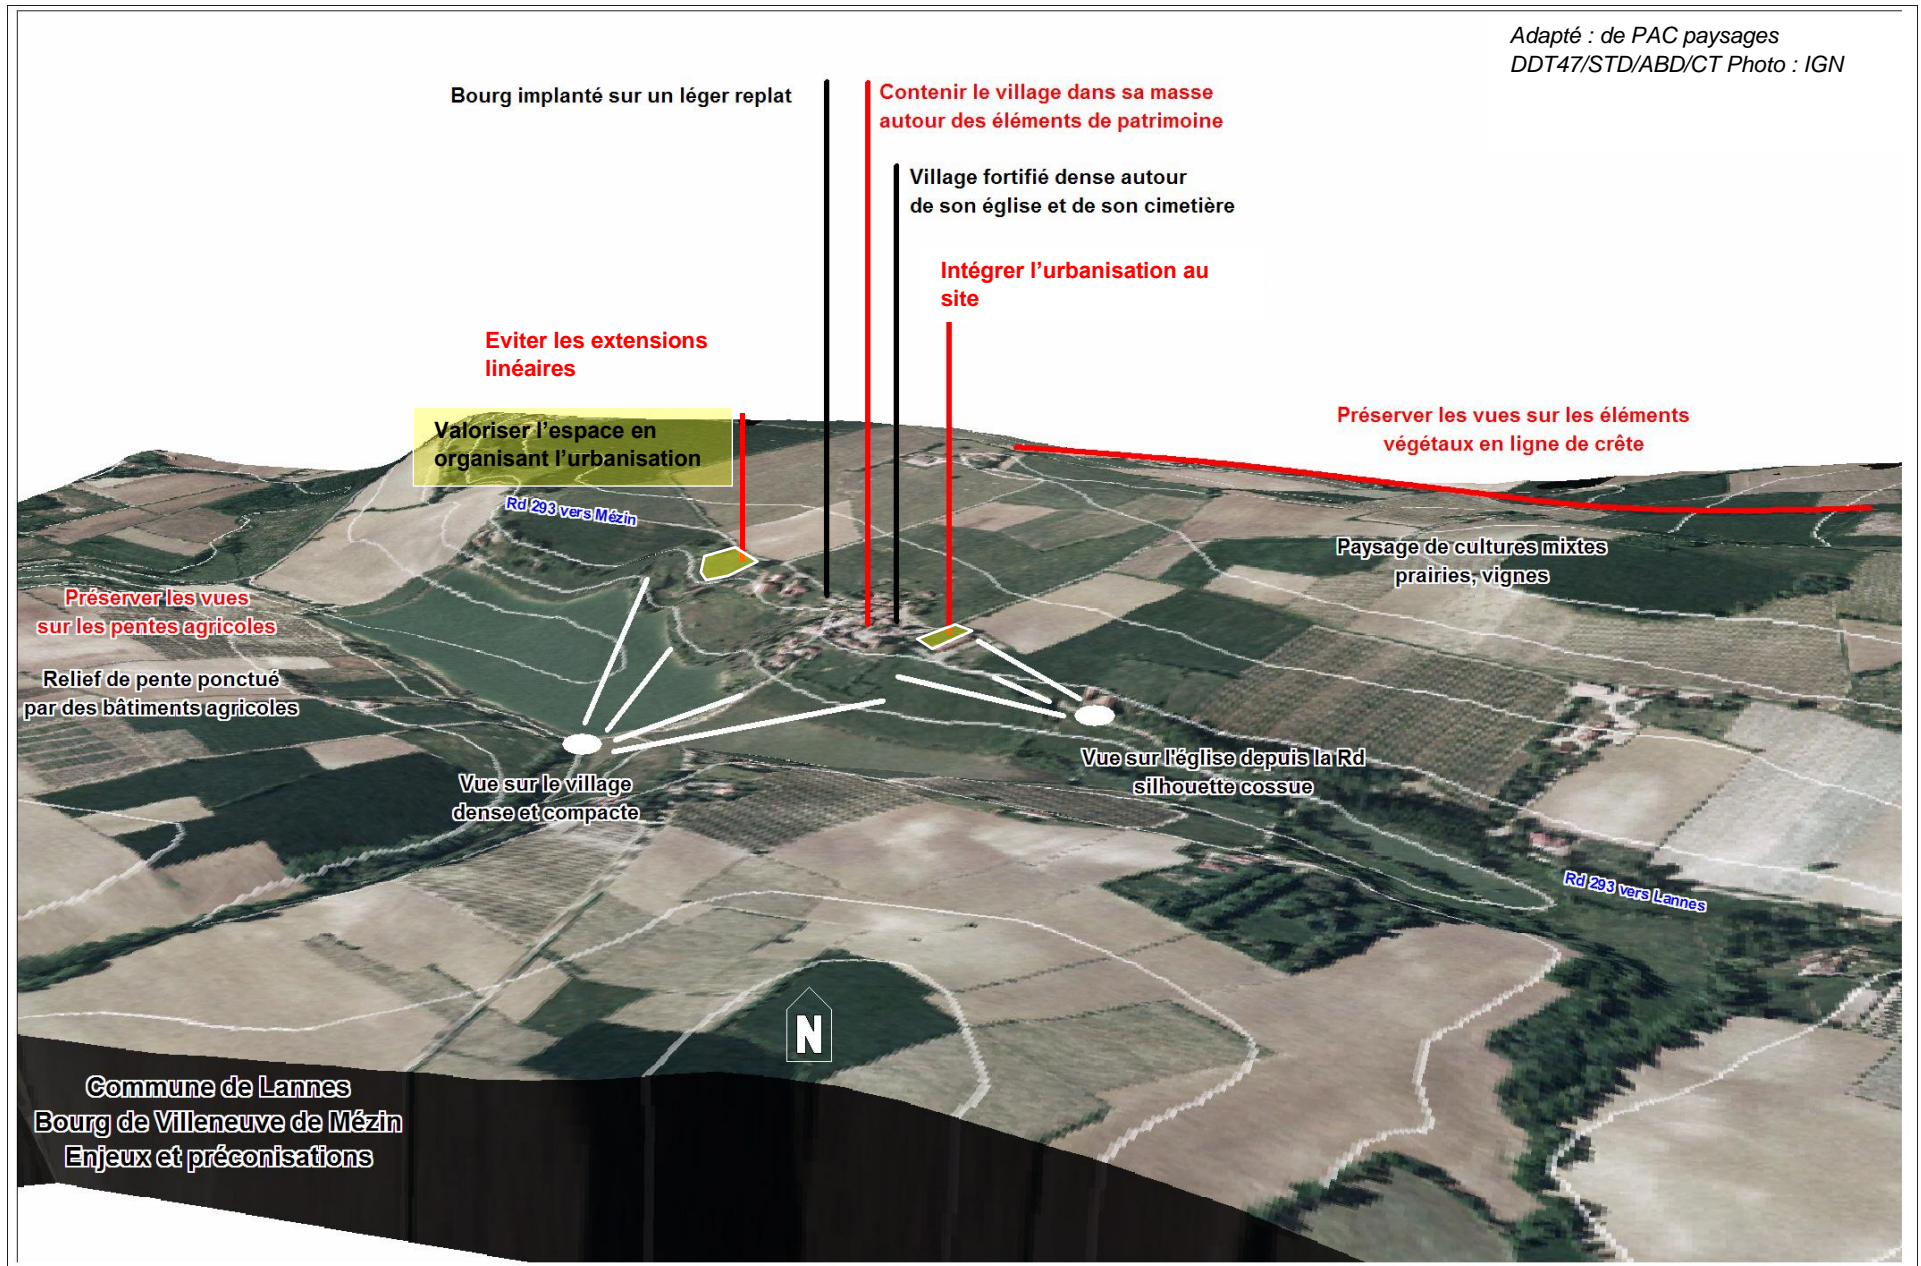 Adapté : de PAC paysages
DDT47/STD/ABD/CT Photo : IGN
Bourg implanté sur un léger replat
Contenir le village dans sa masse
autour des éléments de patrimoine
Village fortifié dense autour
de son église et de son cimetière
Intégrer l'urbanisation au
site
Eviter les extensions
linéaires
Valoriser l'espace en
organisant l'urbanisation
Préserver les vues sur les éléments
végétaux en ligne de crête
Rd 293 vers Mézin
Paysage de cultures mixtes
prairies, vignes
Préserver les vues
sur les pentes agricoles
Relief de pente ponctué
par des bâtiments agricoles
Vue sur le village
dense et compacte
Vue sur l'église depuis la Rd
silhouette cossue
Rd 293 vers Lannes
N
Commune de Lannes
Bourg de Villeneuve de Mézin
Enjeux et préconisations